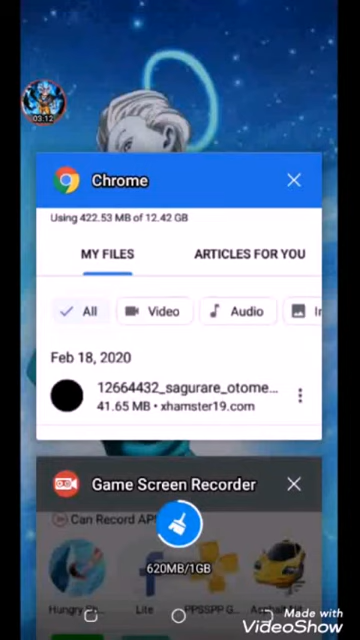 03:12
Chrome
Using 422.53 MB of 12.42 GB
MY FILES
ARTICLES FOR YOU
All
Video
Audio
Feb 18, 2020
12664432_sagurare_otome...
41.65 MB • xhamster19.com
Game Screen Recorder
Can Record
620MB/1GB
Lite
PPSSPP G...
Made with
VideoShow